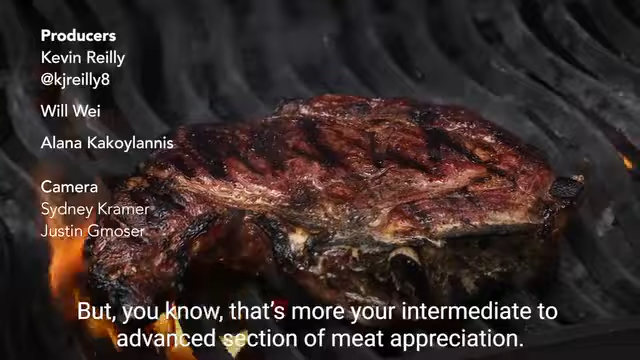 Producers
Kevin Reilly
@kjreilly8
Will Wei
Alana Kakoylannis
Camera
Sydney Kramer
Justin Gmoser
But, you know, that's more your intermediate to
advanced section of meat appreciation.